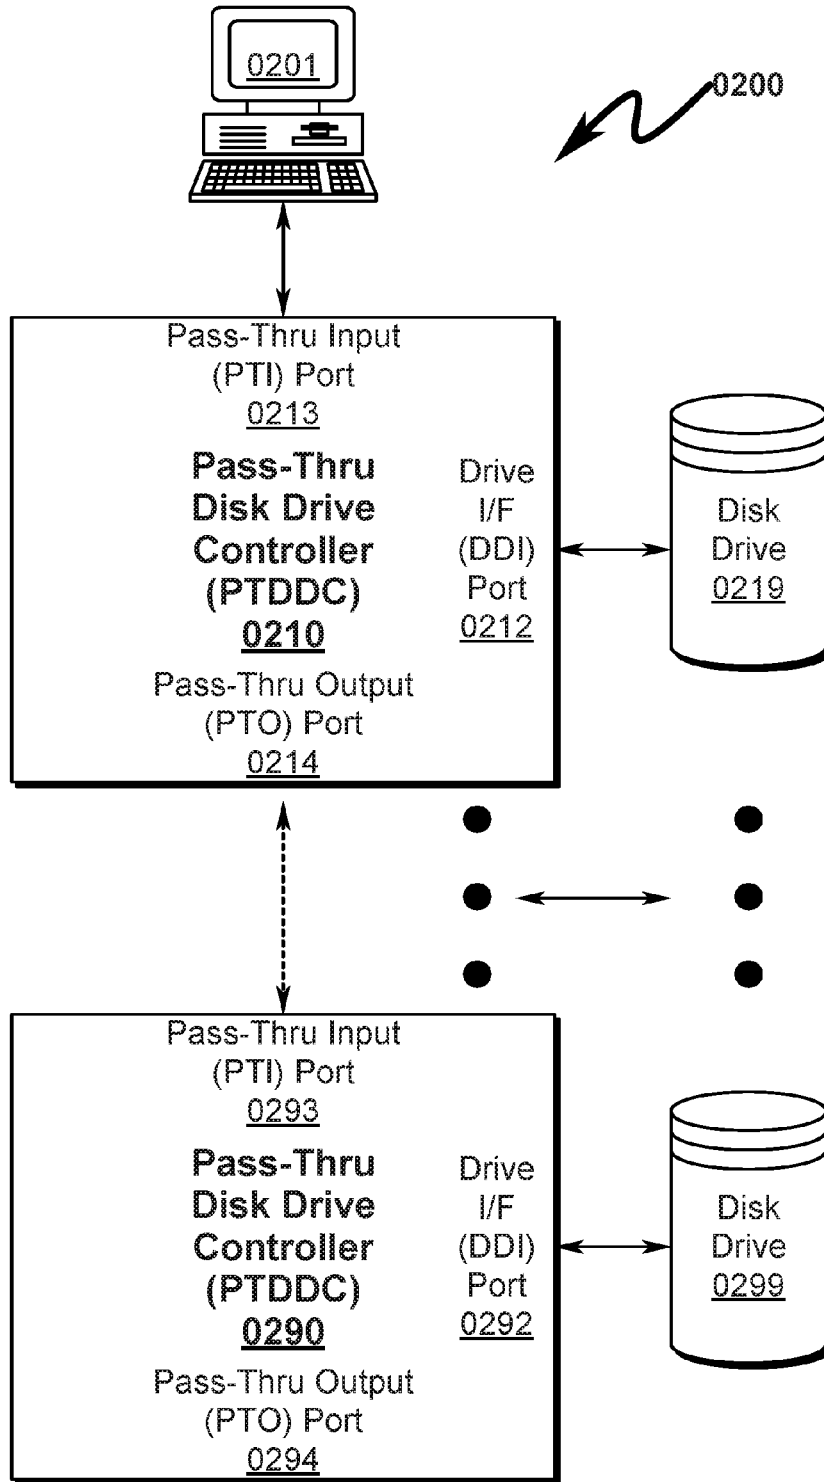 0201
0200
Pass-Thru Input
(PTI) Port
0213
Pass-Thru
Disk Drive
Controller
(PTDDC)
0210
Drive
I/F
(DDI)
Port
0212
Disk
Drive
0219
Pass-Thru Output
(PTO) Port
0214
Pass-Thru Input
(PTI) Port
0293
Pass-Thru
Disk Drive
Controller
(PTDDC)
0290
Drive
I/F
(DDI)
Port
0292
Disk
Drive
0299
Pass-Thru Output
(PTO) Port
0294